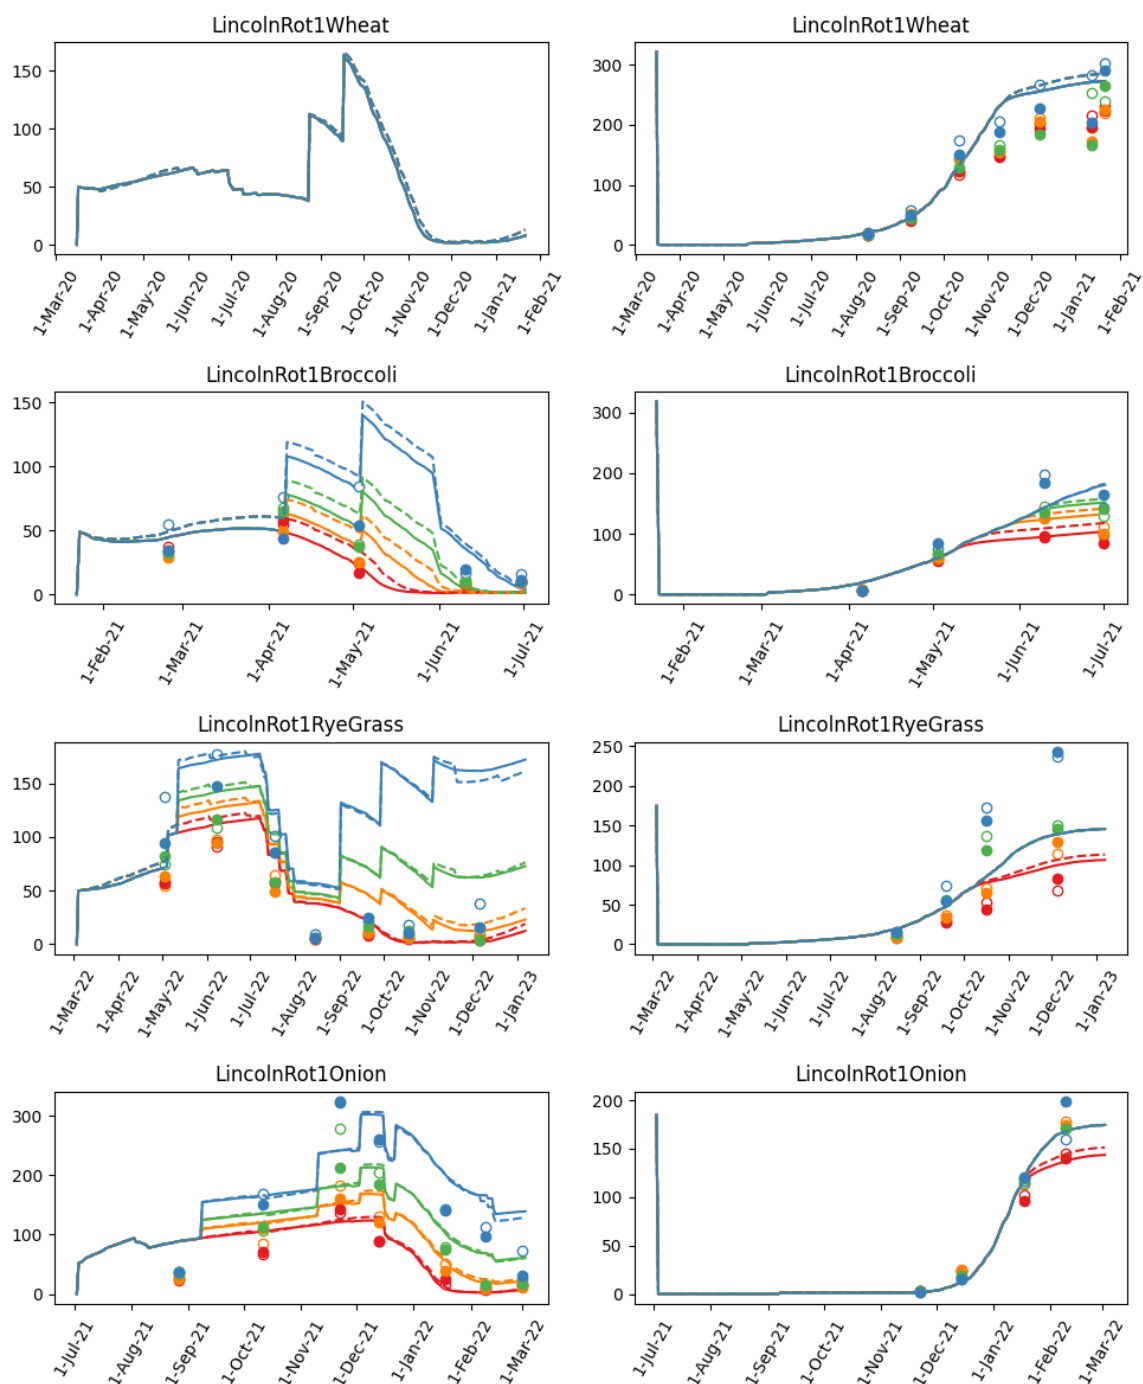 LincolnRot1Wheat
150
100
50
0
1-Mar-20
1-Apr-20
1-May-20
1-Jun-20
1-Jul-20
1-Aug-20
1-Sep-20
1-Oct-20
1-Nov-20
1-Dec-20
1-Jan-21
1-Feb-21
LincolnRot1Wheat
300
200
100
0
1-Mar-20
1-Apr-20
1-May-20
1-Jun-20
1-Jul-20
1-Aug-20
1-Sep-20
1-Oct-20
1-Nov-20
1-Dec-20
1-Jan-21
1-Feb-21
LincolnRot1Broccoli
150
100
50
0
1-Feb-21
1-Mar-21
1-Apr-21
1-May-21
1-Jun-21
1-Jul-21
LincolnRot1Broccoli
300
200
100
0
1-Feb-21
1-Mar-21
1-Apr-21
1-May-21
1-Jun-21
1-Jul-21
LincolnRot1RyeGrass
150
100
50
0
1-Mar-22
1-Apr-22
1-May-22
1-Jun-22
1-Jul-22
1-Aug-22
1-Sep-22
1-Oct-22
1-Nov-22
1-Dec-22
1-Jan-23
LincolnRot1RyeGrass
250
200
150
100
50
0
1-Mar-22
1-Apr-22
1-May-22
1-Jun-22
1-Jul-22
1-Aug-22
1-Sep-22
1-Oct-22
1-Nov-22
1-Dec-22
1-Jan-23
LincolnRot1Onion
300
200
100
0
1-Jul-21
1-Aug-21
1-Sep-21
1-Oct-21
1-Nov-21
1-Dec-21
1-Jan-22
1-Feb-22
1-Mar-22
LincolnRot1Onion
200
150
100
50
0
1-Jul-21
1-Aug-21
1-Sep-21
1-Oct-21
1-Nov-21
1-Dec-21
1-Jan-22
1-Feb-22
1-Mar-22